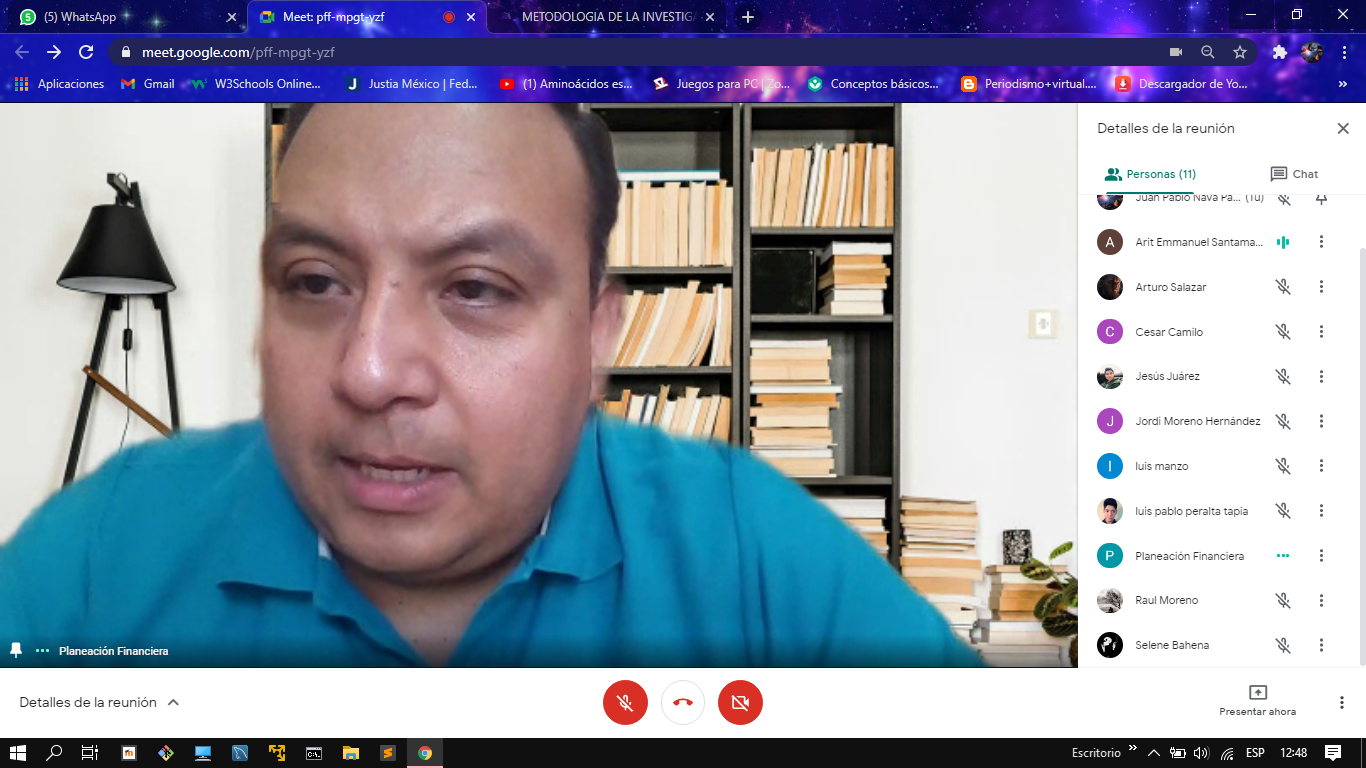 (5) WhatsApp
Meet: pff-mpgt-yzf
METODOLOGÍA DE LA INVESTIGA
meet.google.com/pff-mpgt-yzf
Aplicaciones
Gmail
W3Schools Online...
Justia México | Fed...
(1) Aminoácidos es...
Juegos para PC | Zo...
Conceptos básicos...
Periodismo+virtual....
Descargador de Yo...
»
Detalles de la reunión
Personas (11)
Chat
Juan Pablo Nava Pa... (Tú)
A
Arit Emmanuel Santama...
Arturo Salazar
C
Cesar Camilo
Jesús Juárez
J
Jordi Moreno Hernández
l
luis manzo
luis pablo peralta tapia
P
Planeación Financiera
Raul Moreno
Selene Bahena
Planeación Financiera
Detalles de la reunión
Presentar ahora
Escritorio
»
ESP
12:48